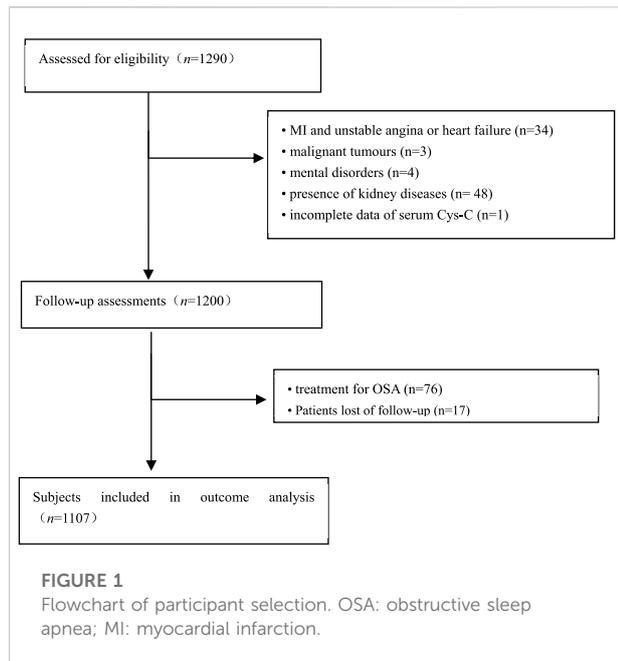 Assessed for eligibility（n=1290）
• MI and unstable angina or heart failure (n=34)
• malignant tumours (n=3)
• mental disorders (n=4)
• presence of kidney diseases (n= 48)
• incomplete data of serum Cys-C (n=1)
Follow-up assessments（n=1200）
• treatment for OSA (n=76)
• Patients lost of follow-up (n=17)
Subjects included in outcome analysis
（n=1107）
FIGURE 1
Flowchart of participant selection. OSA: obstructive sleep
apnea; MI: myocardial infarction.